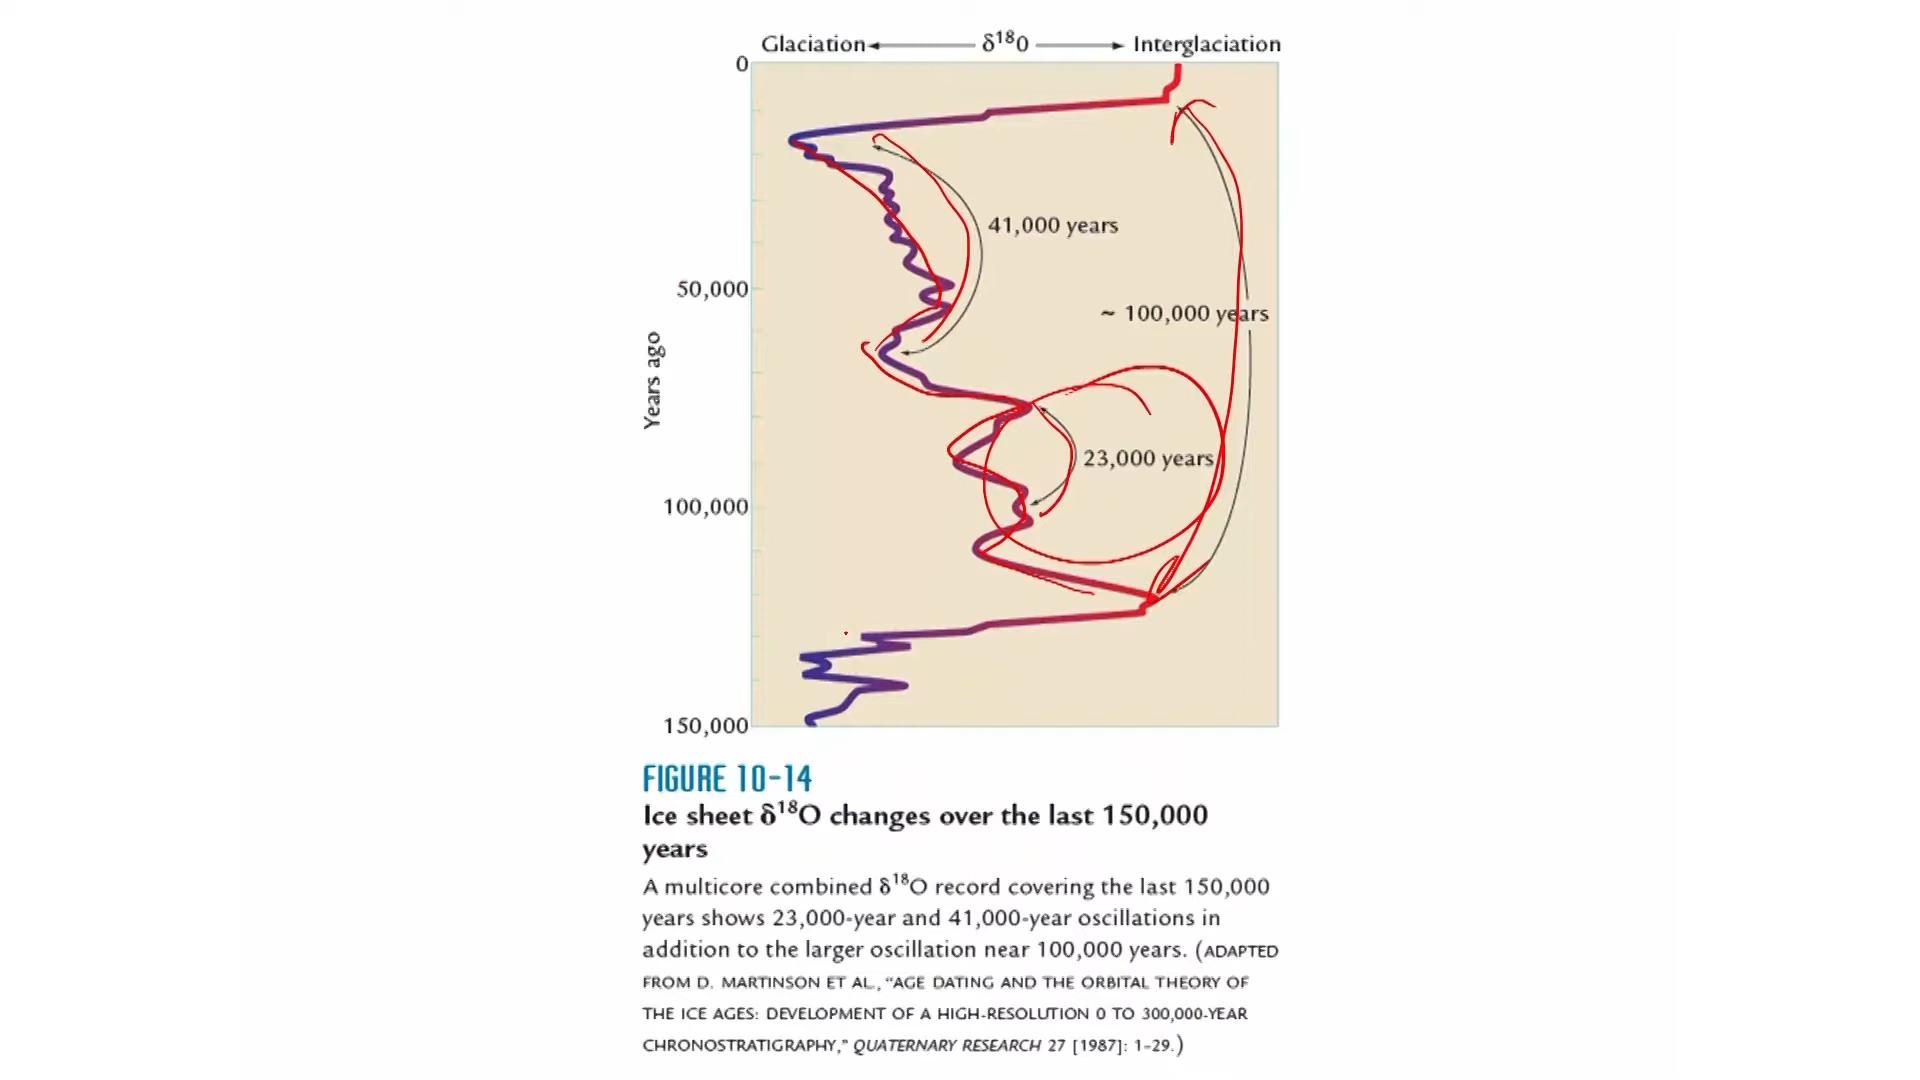 Glaciation δ¹⁸0 Interglaciation
0
41,000 years
50,000
~ 100,000 years
Years ago
23,000 years
100,000
150,000
FIGURE 10-14
Ice sheet δ¹⁸O changes over the last 150,000
years
A multicore combined δ¹⁸O record covering the last 150,000
years shows 23,000-year and 41,000-year oscillations in
addition to the larger oscillation near 100,000 years. (ADAPTED
FROM D. MARTINSON ET AL., “AGE DATING AND THE ORBITAL THEORY OF
THE ICE AGES: DEVELOPMENT OF A HIGH-RESOLUTION 0 TO 300,000-YEAR
CHRONOSTRATIGRAPHY,” QUATERNARY RESEARCH 27 [1987]: 1–29.)